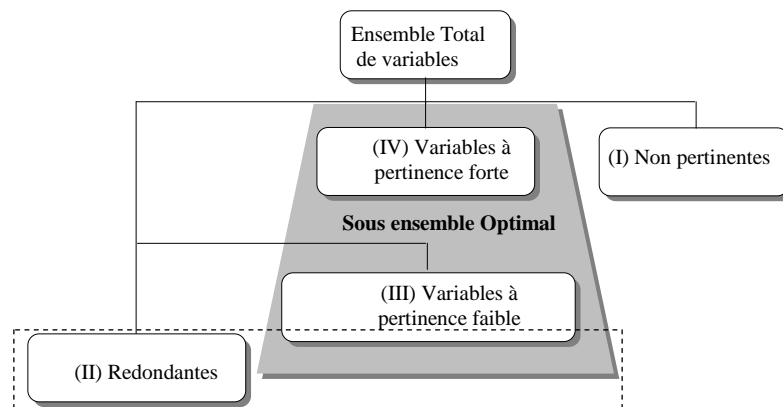 Ensemble Total
de variables
(IV) Variables à
pertinence forte
(I) Non pertinentes
Sous ensemble Optimal
(III) Variables à
pertinence faible
(II) Redondantes